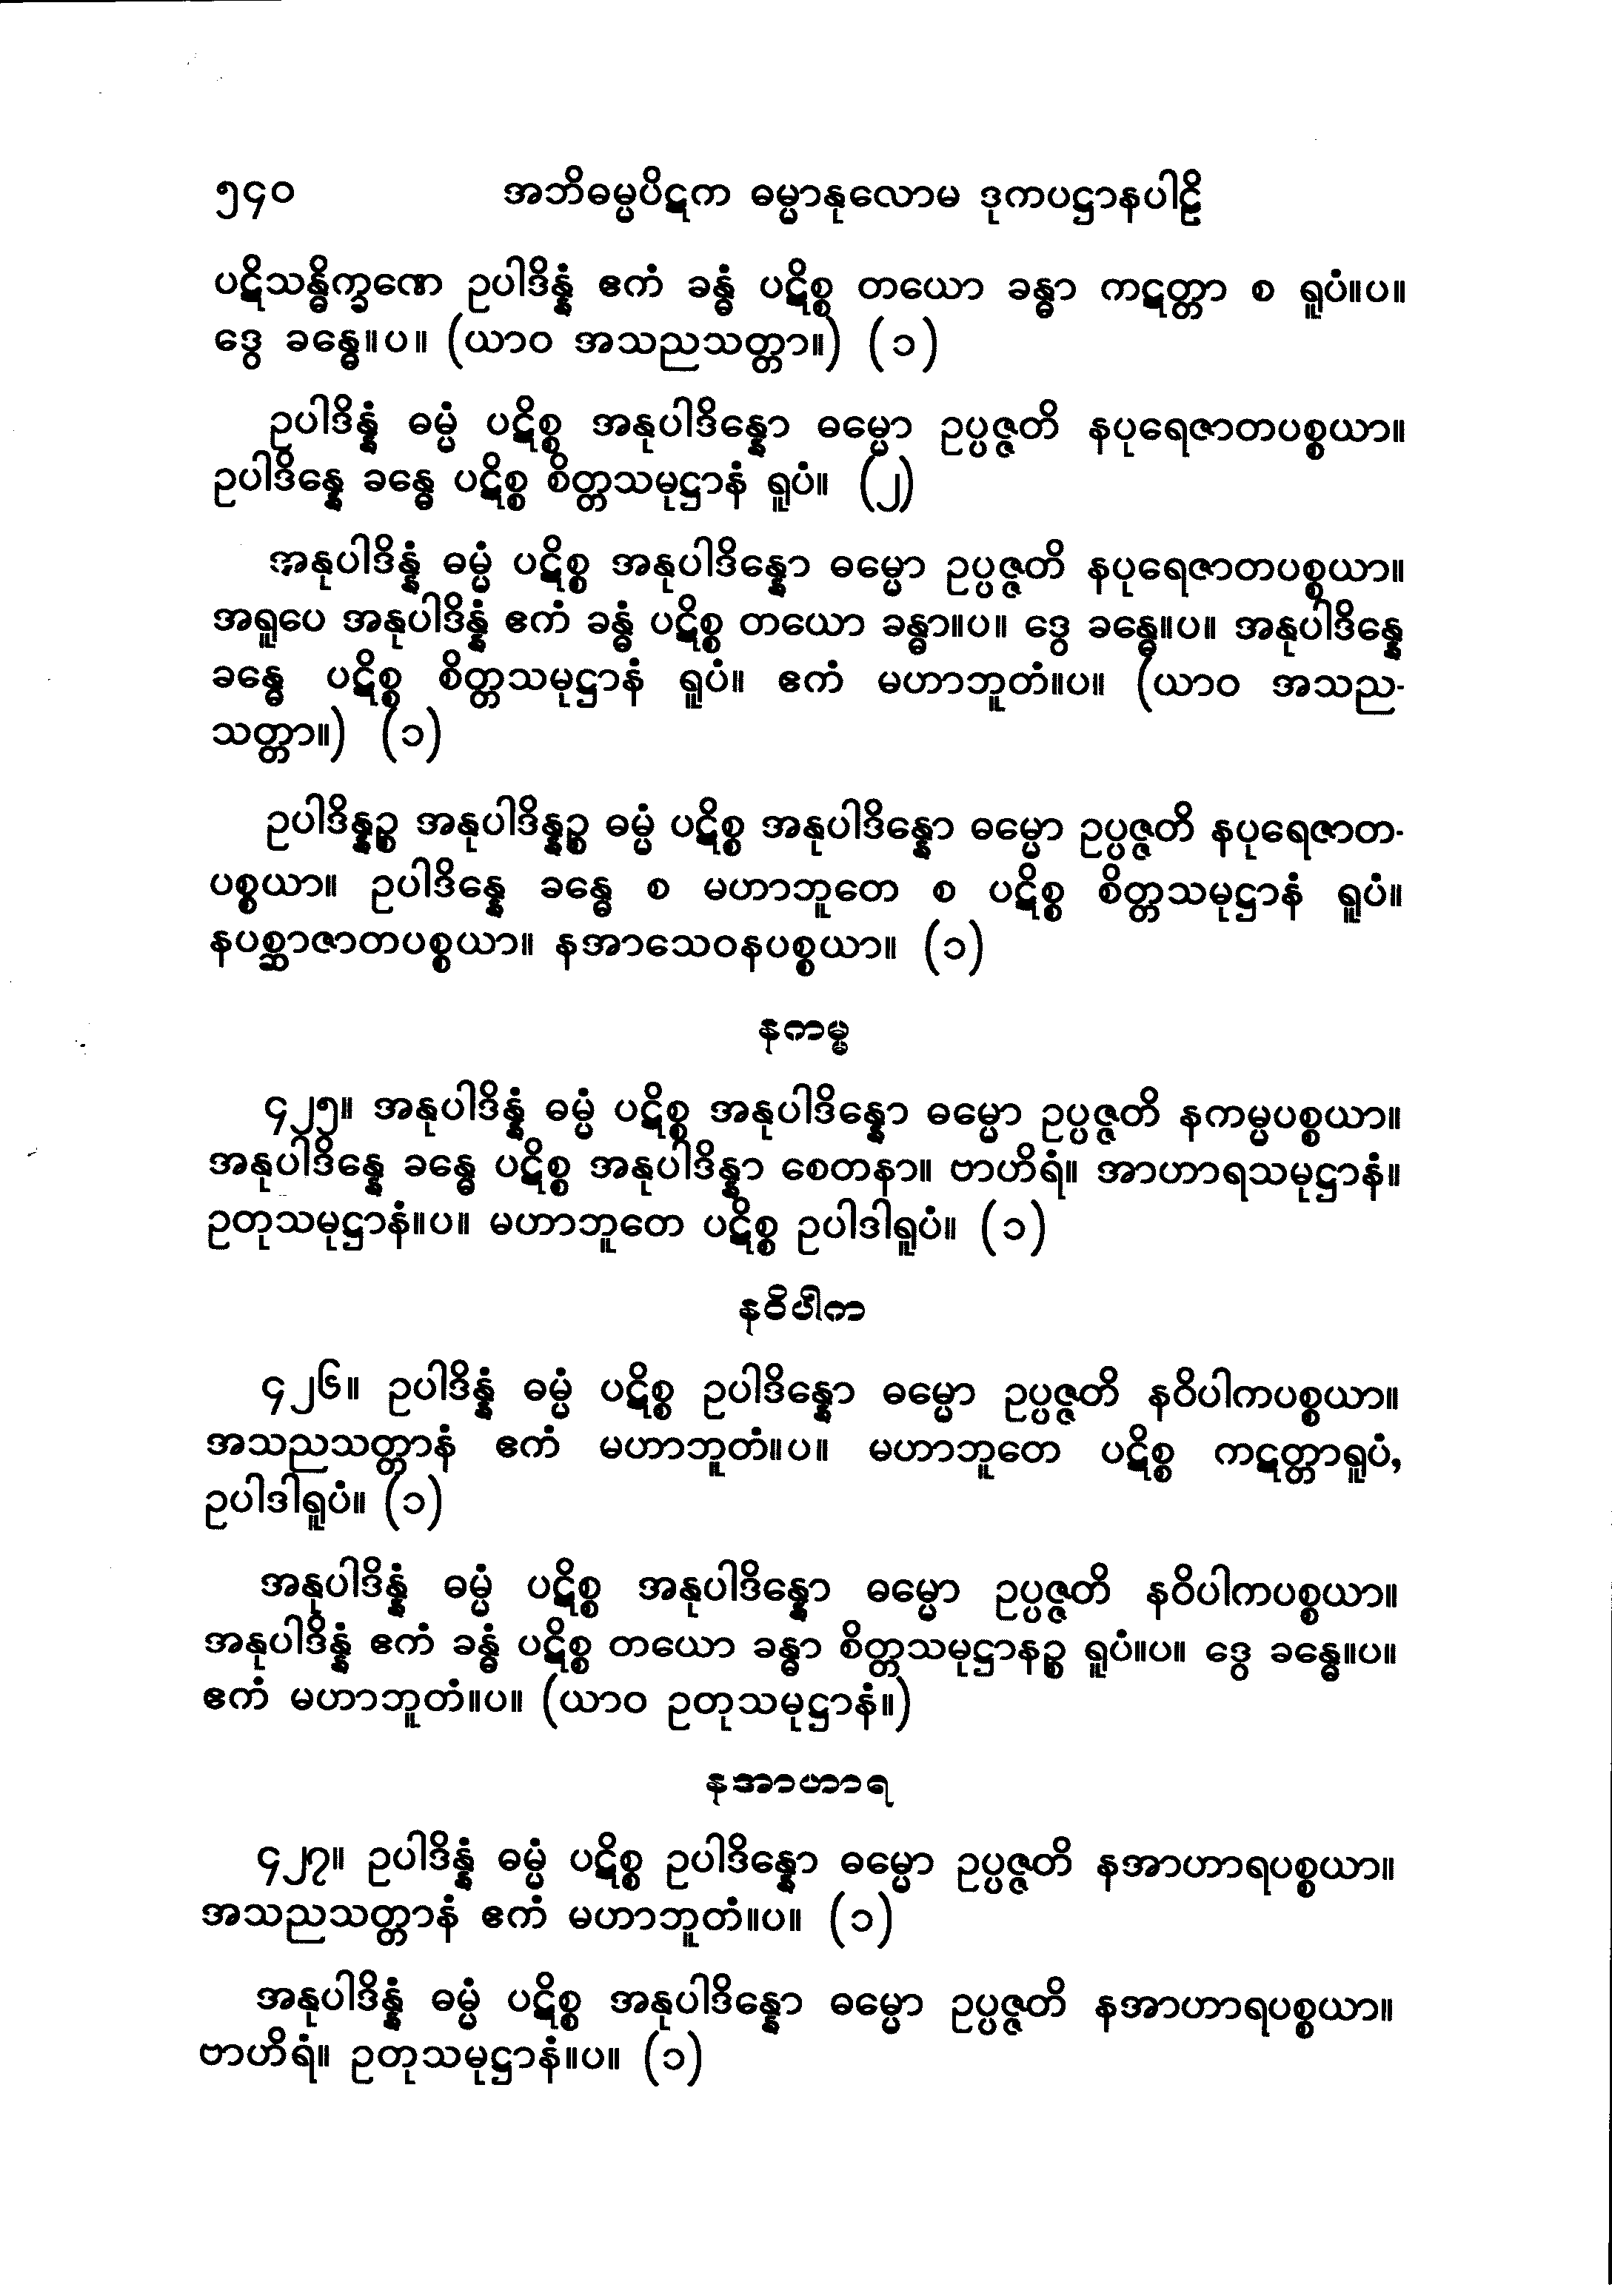 ၅၄၀ အဘိဓမ္မပိဋက ဓမ္မာနုလောမ ဒုကပဋ္ဌာနပါဠိ
ပဋိသန္ဓိက္ခဏေ ဥပါဒိန္နံ ဧကံ ခန္ဓံ ပဋိစ္စ တယော ခန္ဓာ ကဋတ္တာ စ ရူပံ။ပ။
ဒွေ ခန္ဓေ။ပ။ (ယာဝ အသညသတ္တာ။) (၁)
ဥပါဒိန္နံ ဓမ္မံ ပဋိစ္စ အနုပါဒိန္နော ဓမ္မော ဥပ္ပဇ္ဇတိ နပုရေဇာတပစ္စယာ။
ဥပါဒိန္နေ ခန္ဓေ ပဋိစ္စ စိတ္တသမုဋ္ဌာနံ ရူပံ။ (၂)
အနုပါဒိန္နံ ဓမ္မံ ပဋိစ္စ အနုပါဒိန္နော ဓမ္မော ဥပ္ပဇ္ဇတိ နပုရေဇာတပစ္စယာ။
အရူပေ အနုပါဒိန္နံ ဧကံ ခန္ဓံ ပဋိစ္စ တယော ခန္ဓာ။ပ။ ဒွေ ခန္ဓေ။ပ။ အနုပါဒိန္နေ
ခန္ဓေ ပဋိစ္စ စိတ္တသမုဋ္ဌာနံ ရူပံ။ ဧကံ မဟာဘူတံ။ပ။ (ယာဝ အသည-
သတ္တာ။) (၁)
ဥပါဒိန္နဉ္စ အနုပါဒိန္နဉ္စ ဓမ္မံ ပဋိစ္စ အနုပါဒိန္နော ဓမ္မော ဥပ္ပဇ္ဇတိ နပုရေဇာတ-
ပစ္စယာ။ ဥပါဒိန္နေ ခန္ဓေ စ မဟာဘူတေ စ ပဋိစ္စ စိတ္တသမုဋ္ဌာနံ ရူပံ။
နပစ္ဆာဇာတပစ္စယာ။ နအာသေဝနပစ္စယာ။ (၁)
နကမ္မ
၄၂၅။ အနုပါဒိန္နံ ဓမ္မံ ပဋိစ္စ အနုပါဒိန္နော ဓမ္မော ဥပ္ပဇ္ဇတိ နကမ္မပစ္စယာ။
အနုပါဒိန္နေ ခန္ဓေ ပဋိစ္စ အနုပါဒိန္နာ စေတနာ။ ဗာဟိရံ။ အာဟာရသမုဋ္ဌာနံ။
ဥတုသမုဋ္ဌာနံ။ပ။ မဟာဘူတေ ပဋိစ္စ ဥပါဒါရူပံ။ (၁)
နဝိပါက
၄၂၆။ ဥပါဒိန္နံ ဓမ္မံ ပဋိစ္စ ဥပါဒိန္နော ဓမ္မော ဥပ္ပဇ္ဇတိ နဝိပါကပစ္စယာ။
အသညသတ္တာနံ ဧကံ မဟာဘူတံ။ပ။ မဟာဘူတေ ပဋိစ္စ ကဋတ္တာရူပံ,
ဥပါဒါရူပံ။ (၁)
အနုပါဒိန္နံ ဓမ္မံ ပဋိစ္စ အနုပါဒိန္နော ဓမ္မော ဥပ္ပဇ္ဇတိ နဝိပါကပစ္စယာ။
အနုပါဒိန္နံ ဧကံ ခန္ဓံ ပဋိစ္စ တယော ခန္ဓာ စိတ္တသမုဋ္ဌာနဉ္စ ရူပံ။ပ။ ဒွေ ခန္ဓေ။ပ။
ဧကံ မဟာဘူတံ။ပ။ (ယာဝ ဥတုသမုဋ္ဌာနံ။)
နအာဟာရ
၄၂၇။ ဥပါဒိန္နံ ဓမ္မံ ပဋိစ္စ ဥပါဒိန္နော ဓမ္မော ဥပ္ပဇ္ဇတိ နအာဟာရပစ္စယာ။
အသညသတ္တာနံ ဧကံ မဟာဘူတံ။ပ။ (၁)
အနုပါဒိန္နံ ဓမ္မံ ပဋိစ္စ အနုပါဒိန္နော ဓမ္မော ဥပ္ပဇ္ဇတိ နအာဟာရပစ္စယာ။
ဗာဟိရံ။ ဥတုသမုဋ္ဌာနံ။ပ။ (၁)